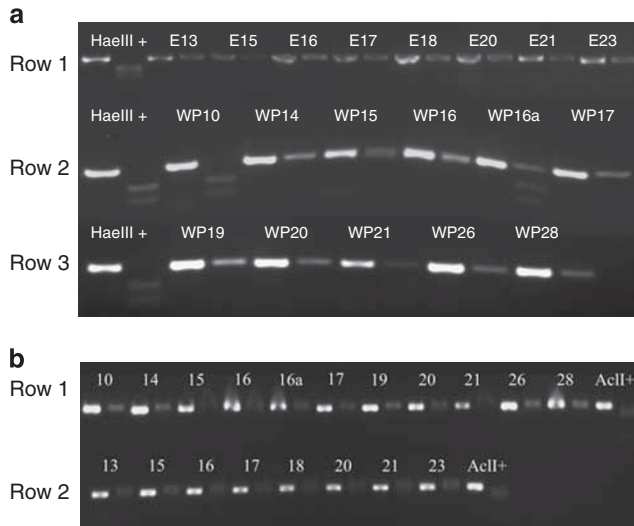 a
HaeIII + E13 E15 E16 E17 E18 E20 E21 E23
Row 1
HaeIII + WP10 WP14 WP15 WP16 WP16a WP17
Row 2
HaeIII + WP19 WP20 WP21 WP26 WP28
Row 3
b
Row 1
10 14 15 16 16a 17 19 20 21 26 28 AclI+
13 15 16 17 18 20 21 23 AclI+
Row 2